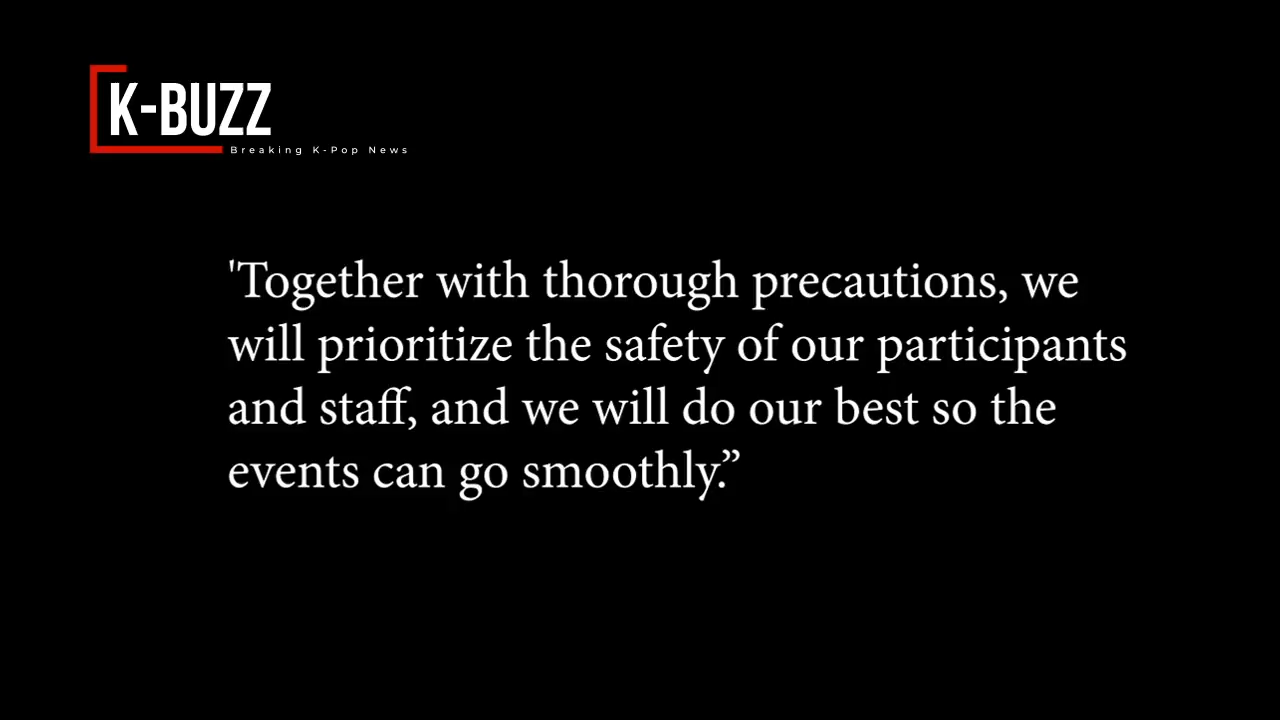 K-BUZZ
Breaking K-Pop News
'Together with thorough precautions, we
will prioritize the safety of our participants
and staff, and we will do our best so the
events can go smoothly.”